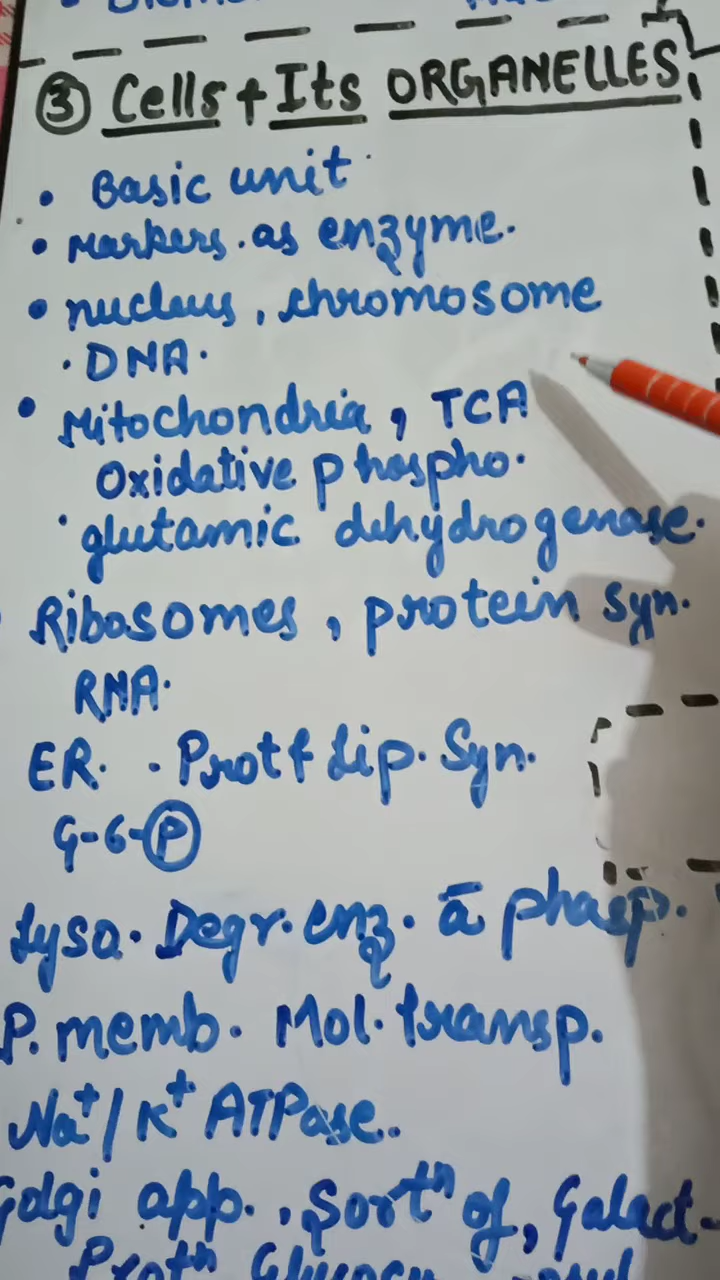 ③ Cells + Its ORGANELLES
• Basic unit
• Markers. as enzyme.
• nucleus, chromosome
. DNA.
• Mitochondria, TCA
Oxidative phospho.
. glutamic dehydrogenase.
Ribosomes, protein syn.
RNA.
ER. . Prot & Lip. Syn.
G-6-Ⓟ
Lyso. Degr. enz. ā phasp.
P. memb. Mol. transp.
Na⁺/K⁺ ATPase.
Golgi app., Sortⁿ of, Galact-